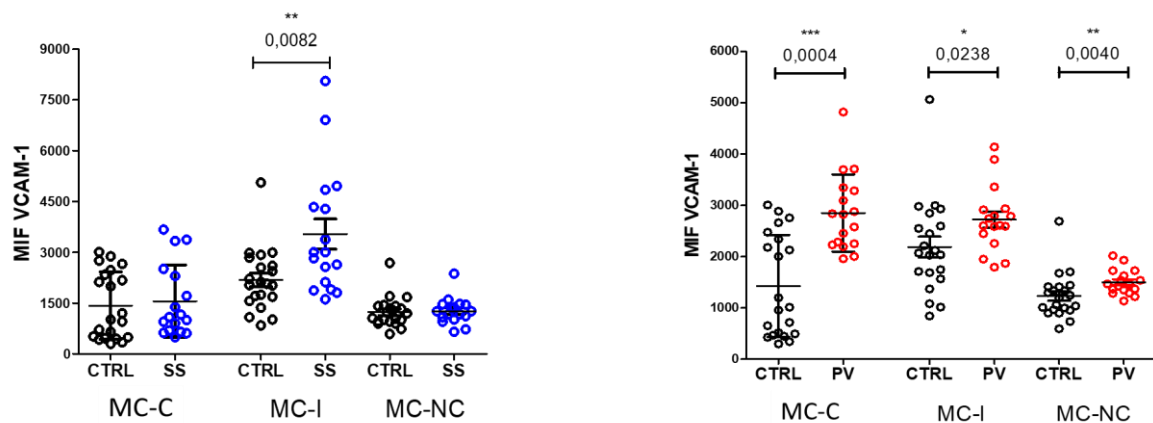 **
0,0082
MIF VCAM-1
9000
7500
6000
4500
3000
1500
0
CTRL SS CTRL SS CTRL SS
MC-C MC-I MC-NC
*** * **
0,0004 0,0238 0,0040
MIF VCAM-1
6000
5000
4000
3000
2000
1000
0
CTRL PV CTRL PV CTRL PV
MC-C MC-I MC-NC